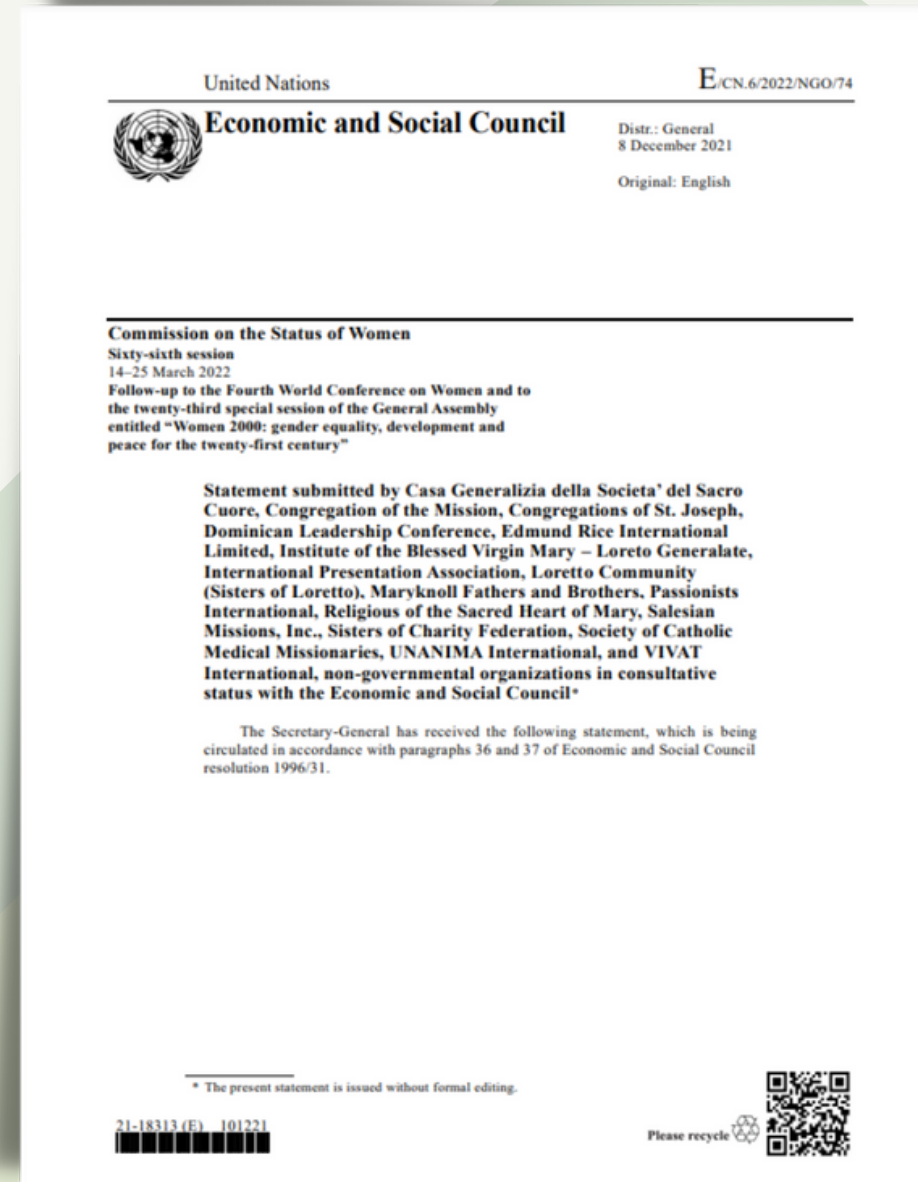 United Nations
E/CN.6/2022/NGO/74
Economic and Social Council
Distr.: General
8 December 2021
Original: English
Commission on the Status of Women
Sixty-sixth session
14–25 March 2022
Follow-up to the Fourth World Conference on Women and to
the twenty-third special session of the General Assembly
entitled “Women 2000: gender equality, development and
peace for the twenty-first century”
Statement submitted by Casa Generalizia della Societa’ del Sacro
Cuore, Congregation of the Mission, Congregations of St. Joseph,
Dominican Leadership Conference, Edmund Rice International
Limited, Institute of the Blessed Virgin Mary – Loreto Generalate,
International Presentation Association, Loretto Community
(Sisters of Loretto), Maryknoll Fathers and Brothers, Passionists
International, Religious of the Sacred Heart of Mary, Salesian
Missions, Inc., Sisters of Charity Federation, Society of Catholic
Medical Missionaries, UNANIMA International, and VIVAT
International, non-governmental organizations in consultative
status with the Economic and Social Council*
The Secretary-General has received the following statement, which is being
circulated in accordance with paragraphs 36 and 37 of Economic and Social Council
resolution 1996/31.
* The present statement is issued without formal editing.
21-18313 (E) 101221
Please recycle